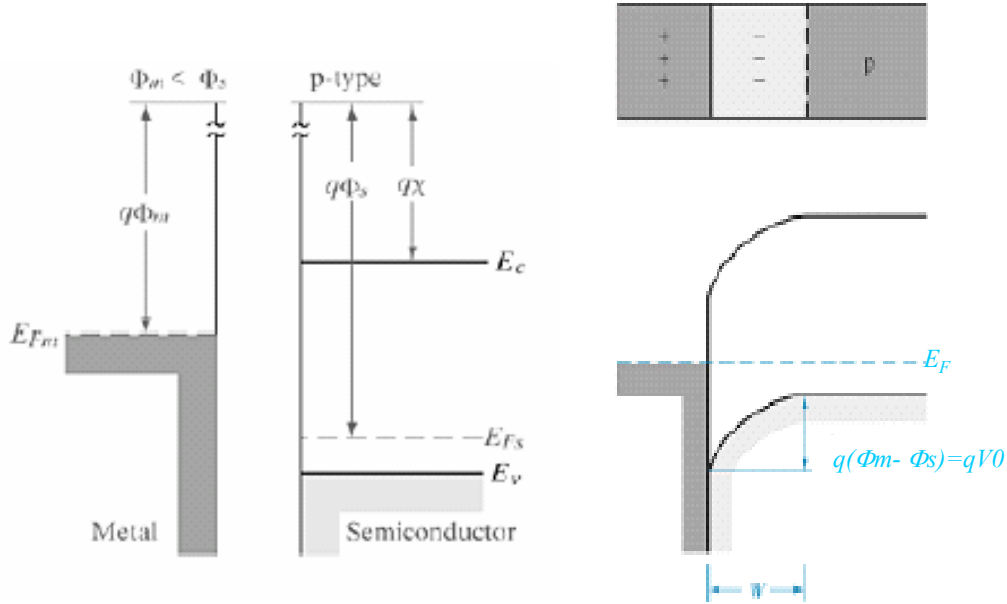 Φm < Φs
p-type
qΦm
qΦs
qχ
Ec
EFm
EFs
Ev
Metal
Semiconductor
+
+
+
−
−
−
p
EF
q(Φm- Φs)=qV0
W